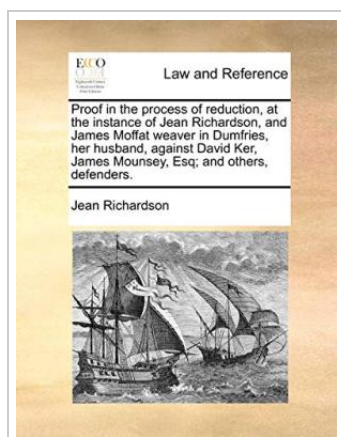 ECCO
Law and Reference
Proof in the process of reduction, at
the instance of Jean Richardson, and
James Moffat weaver in Dumfries,
her husband, against David Ker,
James Mounsey, Esq; and others,
defenders.
Jean Richardson